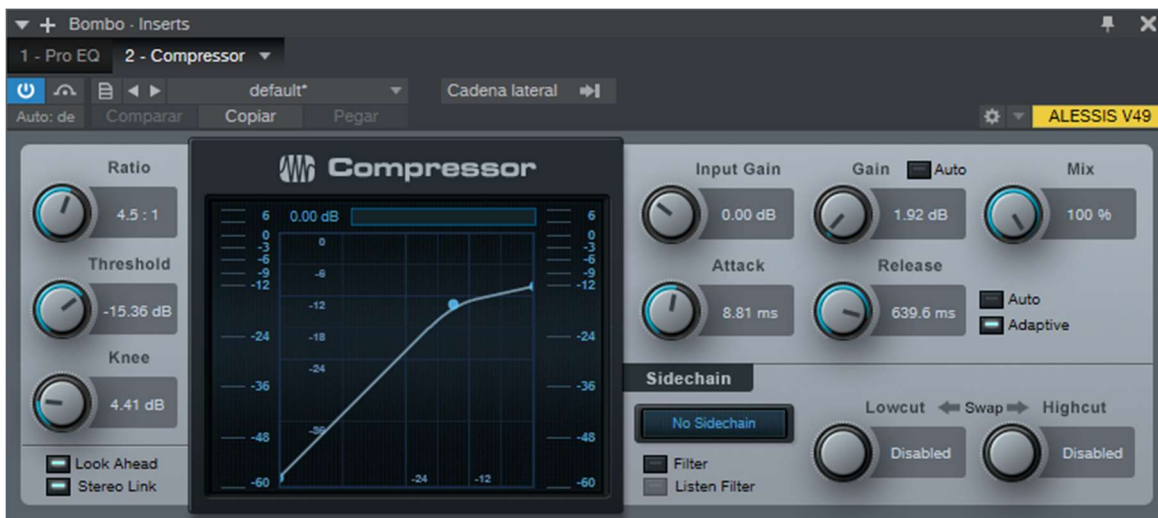 Bombo - Inserts
1 - Pro EQ 2 - Compressor
default* Cadena lateral
Auto: de Comparar Copiar Pegar ALESSIS V49
Ratio
4.5 : 1
Threshold
-15.36 dB
Knee
4.41 dB
Look Ahead
Stereo Link
Compressor
6 0.00 dB 6
0 0 0
-3 -3
-6 -6 -6
-9 -9
-12 -12 -12
-24 -18 -24
-24
-36 -36
-36
-48 -48
-60 -24 -12 -60
Input Gain Gain Auto Mix
0.00 dB 1.92 dB 100 %
Attack Release
8.81 ms 639.6 ms
Auto
Adaptive
Sidechain
No Sidechain
Filter
Listen Filter
Lowcut Swap Highcut
Disabled Disabled